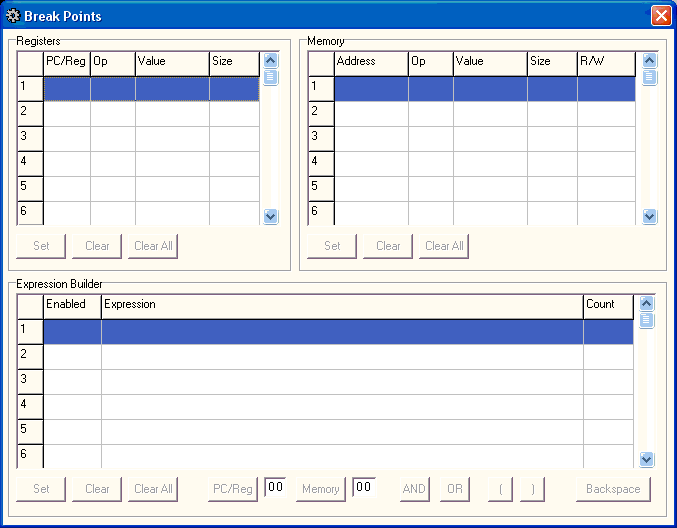 Break Points
Registers
PC/Reg Op Value Size
1
2
3
4
5
6
Set Clear Clear All
Memory
Address Op Value Size R/W
1
2
3
4
5
6
Set Clear Clear All
Expression Builder
Enabled Expression Count
1
2
3
4
5
6
Set Clear Clear All PC/Reg 00 Memory 00 AND OR ( ) Backspace